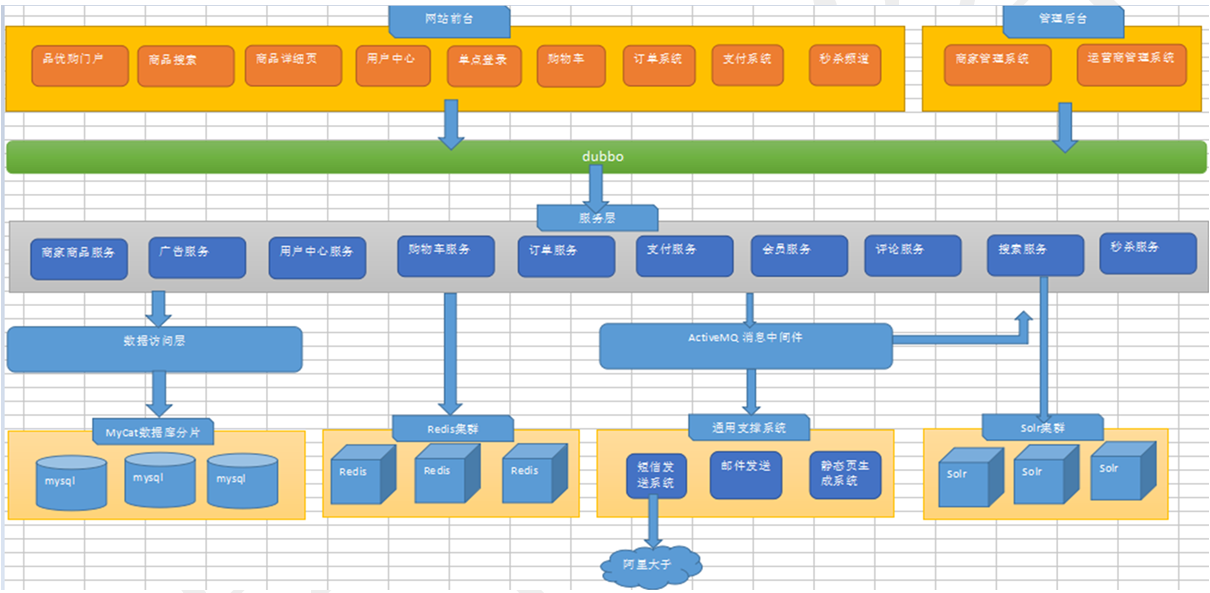 网站前台
管理后台
品优购门户
商品搜索
商品详细页
用户中心
单点登录
购物车
订单系统
支付系统
秒杀频道
商家管理系统
运营商管理系统
dubbo
服务层
商家商品服务
广告服务
用户中心服务
购物车服务
订单服务
支付服务
会员服务
评论服务
搜索服务
秒杀服务
数据访问层
ActiveMQ 消息中间件
MyCat数据库分片
Redis集群
通用支撑系统
Solr集群
mysql
mysql
mysql
Redis
Redis
Redis
短信发
送系统
邮件发送
静态页生
成系统
Solr
Solr
Solr
阿里大于